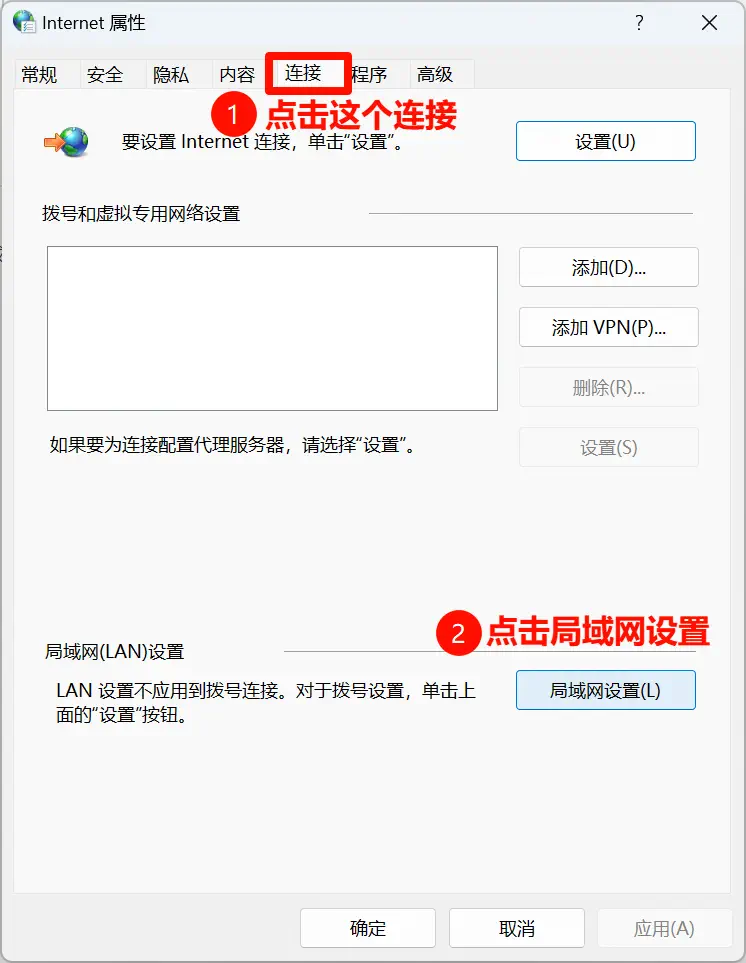 Internet 属性
?
常规
安全
隐私
内容
连接
程序
高级
1 点击这个连接
要设置 Internet 连接，单击“设置”。
设置(U)
拨号和虚拟专用网络设置
添加(D)...
添加 VPN(P)...
删除(R)...
如果要为连接配置代理服务器，请选择“设置”。
设置(S)
2 点击局域网设置
局域网(LAN)设置
LAN 设置不应用到拨号连接。对于拨号设置，单击上
面的“设置”按钮。
局域网设置(L)
确定
取消
应用(A)